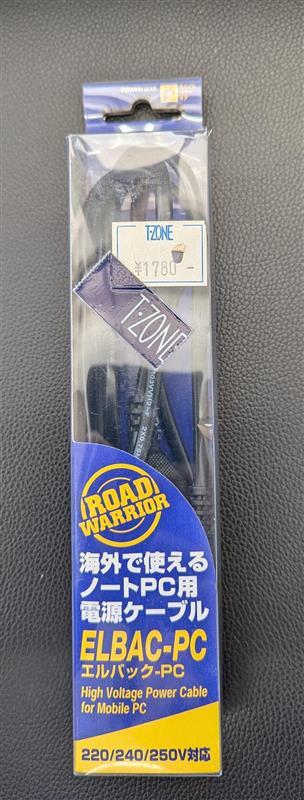 T-ZONE
¥1780-
T-ZONE
ROAD
WARRIOR
海外で使える
ノートPC用
電源ケーブル
ELBAC-PC
エルバック-PC
High Voltage Power Cable
for Mobile PC
220/240/250V対応